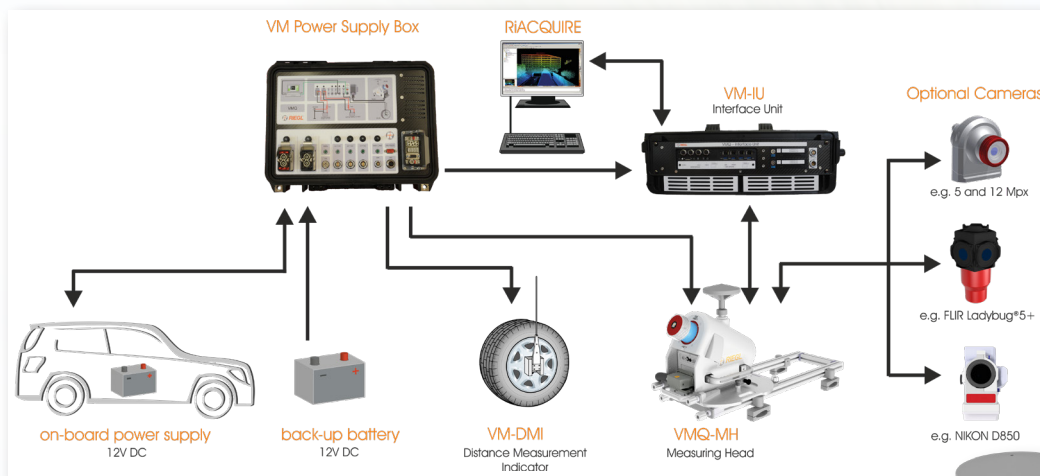 VM Power Supply Box
RiACQUIRE
VM-IU
Interface Unit
Optional Cameras
e.g. 5 and 12 Mpx
e.g. FLIR Ladybug®5+
e.g. NIKON D850
on-board power supply
12V DC
back-up battery
12V DC
VM-DMI
Distance Measurement
Indicator
VMQ-MH
Measuring Head